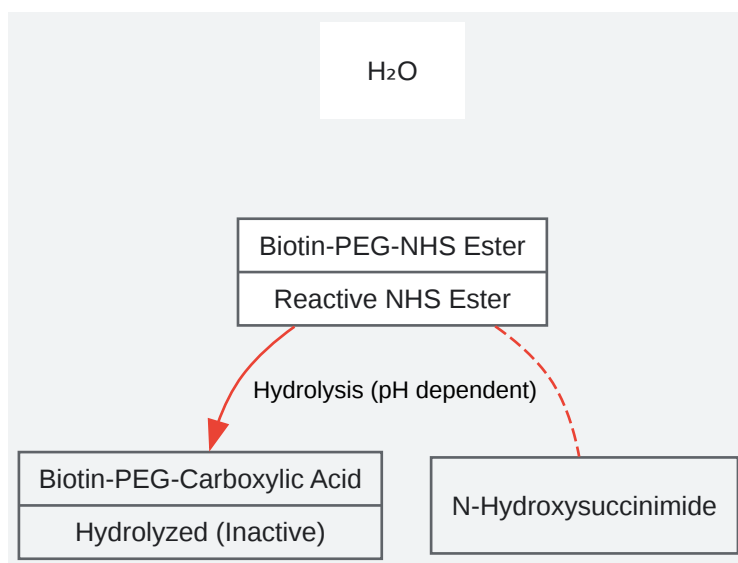 H₂O
Biotin-PEG-NHS Ester
Reactive NHS Ester
Hydrolysis (pH dependent)
Biotin-PEG-Carboxylic Acid
Hydrolyzed (Inactive)
N-Hydroxysuccinimide